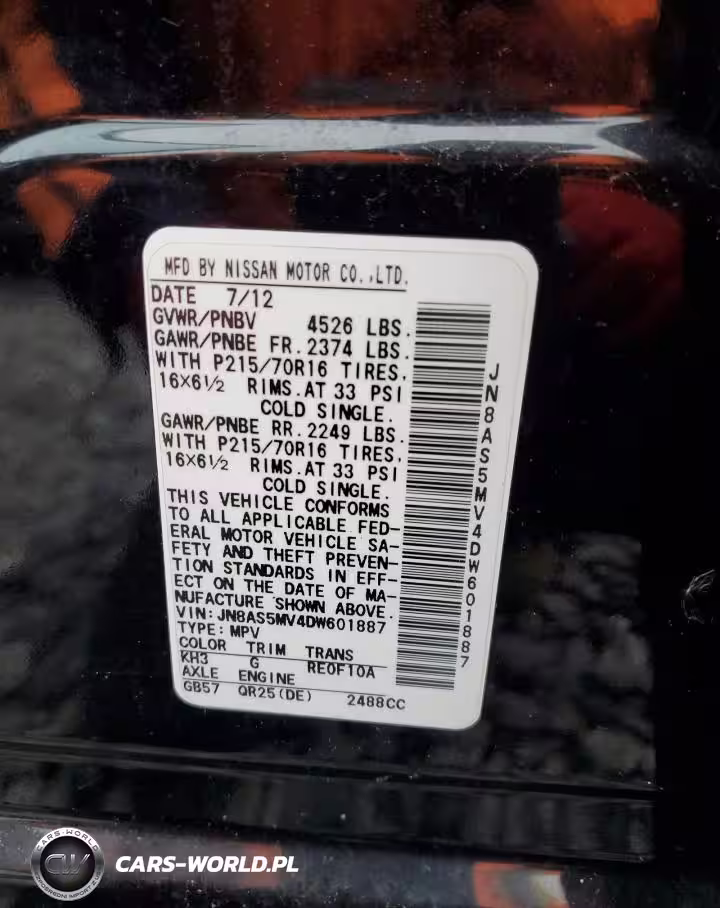 MFD BY NISSAN MOTOR CO.,LTD.
DATE 7/12
GVWR/PNBV 4526 LBS.
GAWR/PNBE FR.2374 LBS.
WITH P215/70R16 TIRES.
16X6½ RIMS.AT 33 PSI
COLD SINGLE.
GAWR/PNBE RR.2249 LBS.
WITH P215/70R16 TIRES.
16X6½ RIMS.AT 33 PSI
COLD SINGLE.
THIS VEHICLE CONFORMS
TO ALL APPLICABLE FED-
ERAL MOTOR VEHICLE SA-
FETY AND THEFT PREVEN-
TION STANDARDS IN EFF-
ECT ON THE DATE OF MA-
NUFACTURE SHOWN ABOVE.
VIN: JN8AS5MV4DW601887
TYPE: MPV
COLOR TRIM TRANS
KH3 G RE0F10A
AXLE ENGINE
GB57 QR25(DE) 2488CC
JN8AS5MV4DW601887
CARS-WORLD
CW
CARS-WORLD.PL